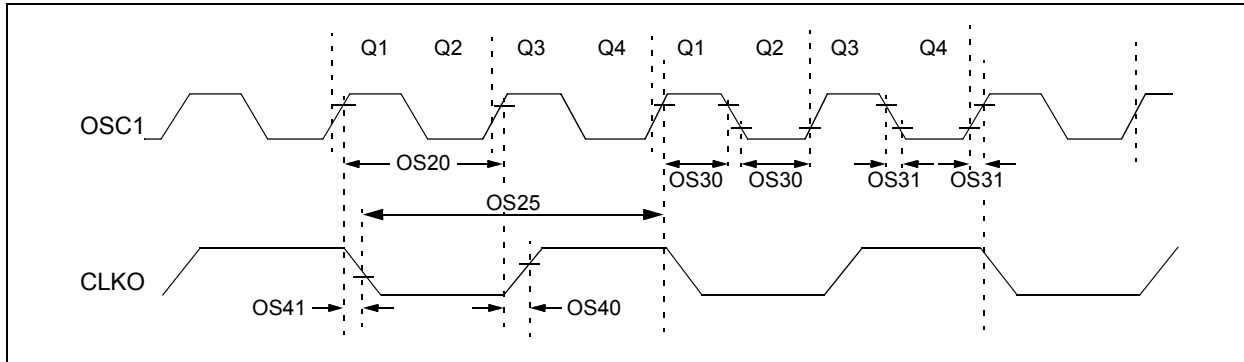 Q1 Q2 Q3 Q4 Q1 Q2 Q3 Q4
OSC1
OS20
OS30 OS30 OS31 OS31
OS25
CLKO
OS41 OS40